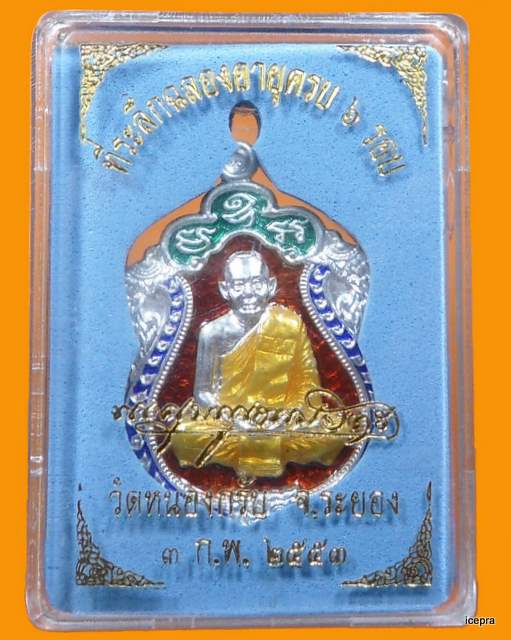 ที่ระลึกฉลองอายุครบ ๖ รอบ
วัดหนองกรับ จ.ระยอง
๓ ก.พ. ๒๕๕๓
icepra